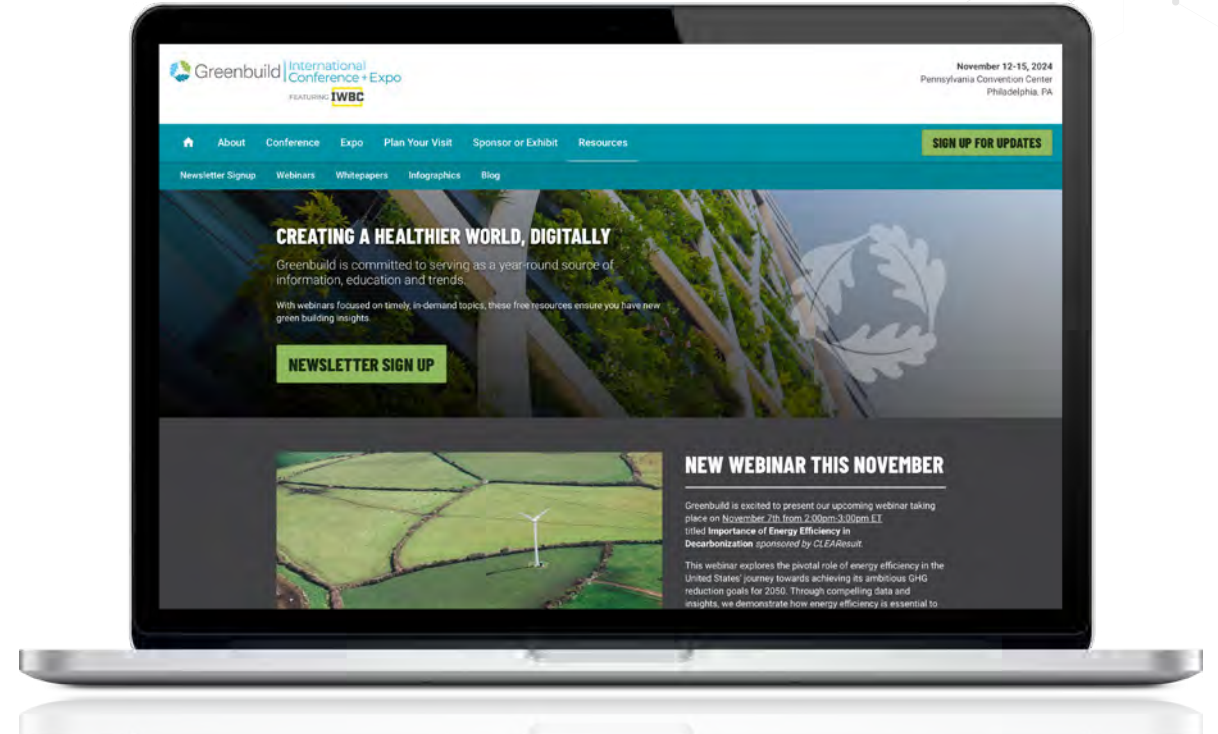 Greenbuild International
Conference + Expo
FEATURING IWBC
November 12-15, 2024
Pennsylvania Convention Center
Philadelphia, PA
About Conference Expo Plan Your Visit Sponsor or Exhibit Resources
SIGN UP FOR UPDATES
Newsletter Signup Webinars Whitepapers Infographics Blog
CREATING A HEALTHIER WORLD, DIGITALLY
Greenbuild is committed to serving as a year-round source of
information, education and trends.
With webinars focused on timely, in-demand topics, these free resources ensure you have new
green building insights.
NEWSLETTER SIGN UP
NEW WEBINAR THIS NOVEMBER
Greenbuild is excited to present our upcoming webinar taking
place on November 7th from 2:00pm-3:00pm ET
titled Importance of Energy Efficiency in
Decarbonization sponsored by CLEAResult.
This webinar explores the pivotal role of energy efficiency in the
United States' journey towards achieving its ambitious GHG
reduction goals for 2050. Through compelling data and
insights, we demonstrate how energy efficiency is essential to